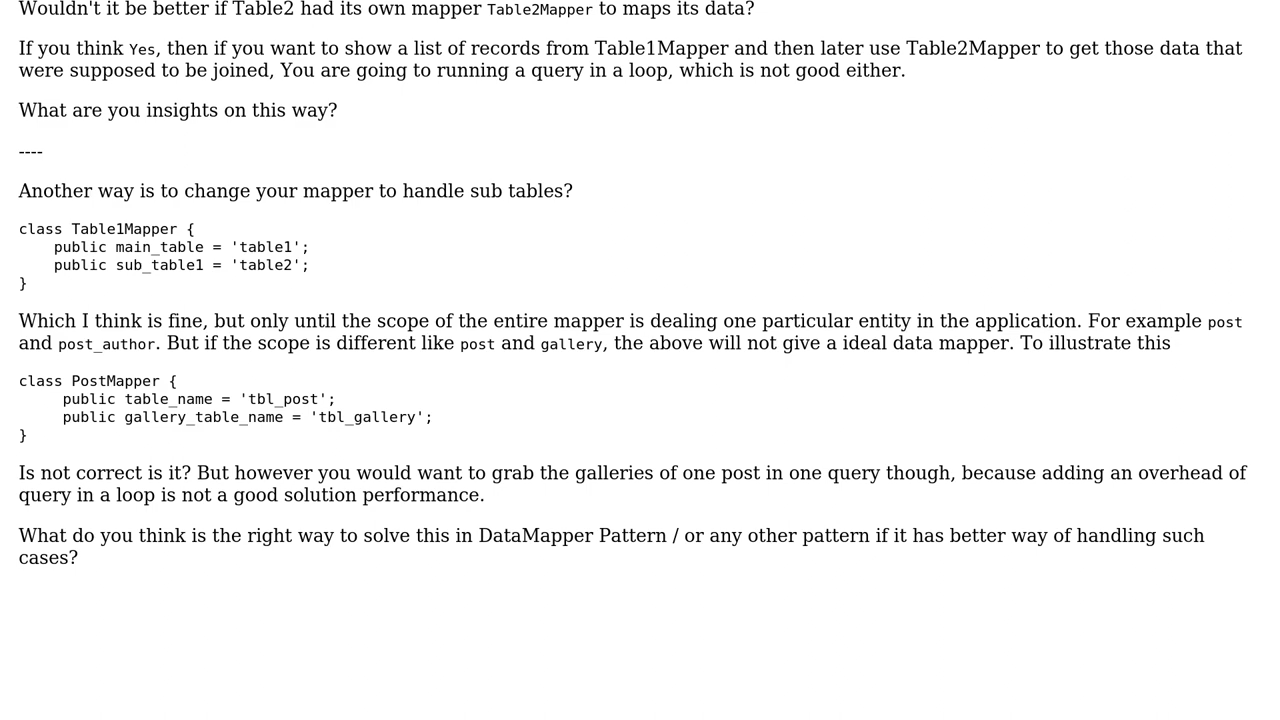 Wouldn't it be better if Table2 had its own mapper Table2Mapper to maps its data?
If you think Yes, then if you want to show a list of records from Table1Mapper and then later use Table2Mapper to get those data that
were supposed to be joined, You are going to running a query in a loop, which is not good either.
What are you insights on this way?
----
Another way is to change your mapper to handle sub tables?
class Table1Mapper {
    public main_table = 'table1';
    public sub_table1 = 'table2';
}
Which I think is fine, but only until the scope of the entire mapper is dealing one particular entity in the application. For example post
and post_author. But if the scope is different like post and gallery, the above will not give a ideal data mapper. To illustrate this
class PostMapper {
     public table_name = 'tbl_post';
     public gallery_table_name = 'tbl_gallery';
}
Is not correct is it? But however you would want to grab the galleries of one post in one query though, because adding an overhead of
query in a loop is not a good solution performance.
What do you think is the right way to solve this in DataMapper Pattern / or any other pattern if it has better way of handling such
cases?